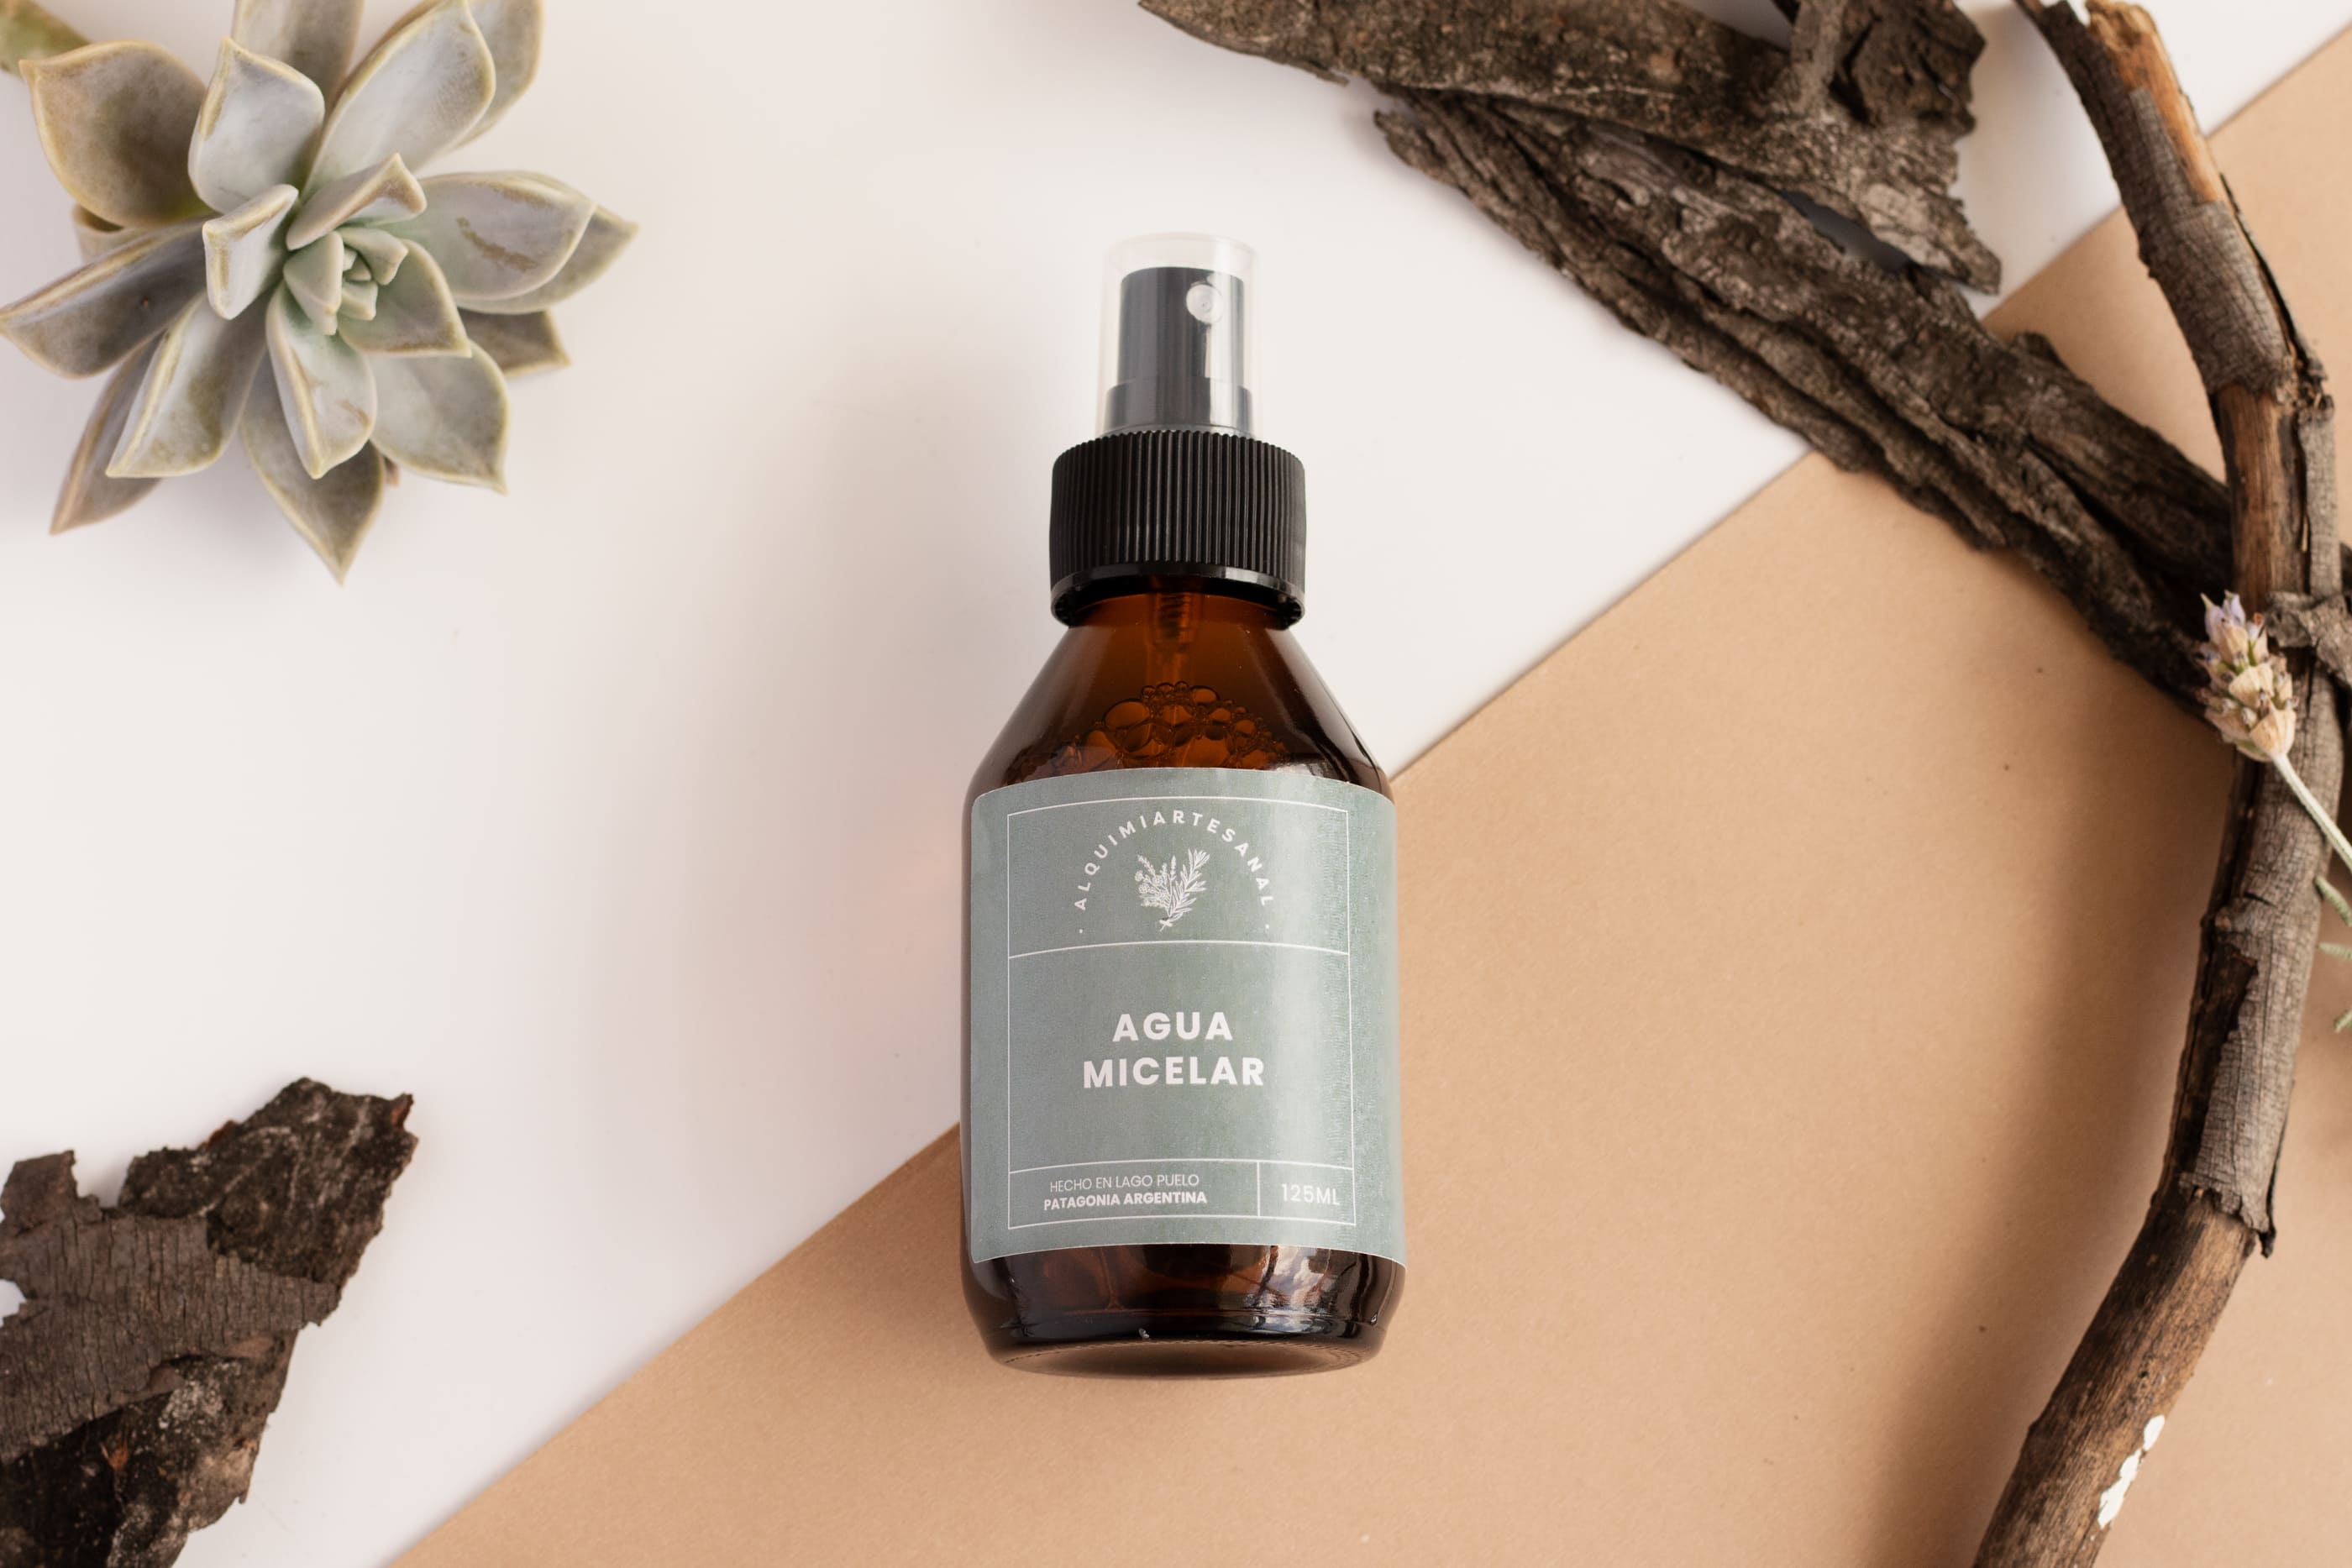 · ALQUIMIARTESANAL ·
AGUA
MICELAR
HECHO EN LAGO PUELO
PATAGONIA ARGENTINA
125ML